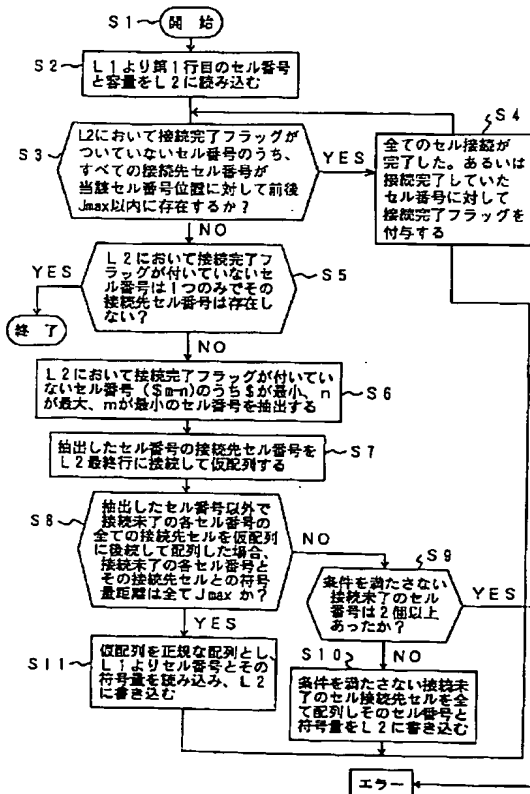 S1
開 始
S2
L1より第1行目のセル番号
と容量をL2に読み込む
S3
L2において接続完了フラッグが
ついていないセル番号のうち、
すべての接続先セル番号が
当該セル番号位置に対して前後
Jmax以内に存在するか?
YES
S4
全てのセル接続が
完了した。あるいは
接続完了していた
セル番号に対して
接続完了フラッグを
付与する
NO
S5
L2において接続完了フ
ラッグが付いていないセ
ル番号は1つのみでその
接続先セル番号は存在し
ない?
YES
終 了
NO
S6
L2において接続完了フラッグが付いてい
ないセル番号($m-n)のうち$が最小、n
が最大、mが最小のセル番号を抽出する
S7
抽出したセル番号の接続先セル番号を
L2最終行に接続して仮配列する
S8
抽出したセル番号以外で
接続未了の各セル番号の
全ての接続先セルを仮配列
に後続して配列した場合、
接続未了の各セル番号と
その接続先セルとの符号
量距離は全てJmaxか?
NO
S9
条件を満たさない
接続未了のセル
番号は2個以上
あったか?
YES
YES
S11
仮配列を正規な配列とし、
L1よりセル番号とその
符号量を読み込み、L2
に書き込む
NO
S10
条件を満たさない接続未
了のセル接続先セルを全
て配列しそのセル番号と
符号量をL2に書き込む
エラー